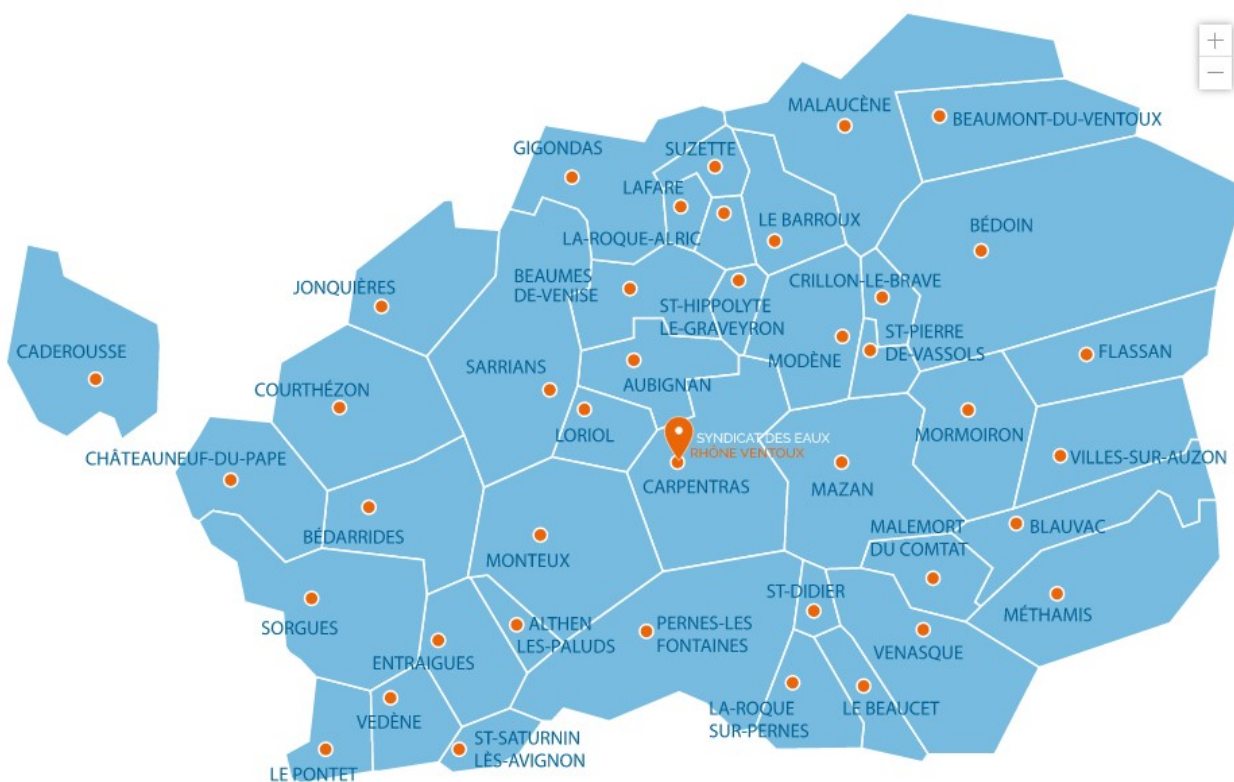 +
−
MALAUCÈNE
BEAUMONT-DU-VENTOUX
GIGONDAS
SUZETTE
LAFARE
LE BARROUX
LA-ROQUE-ALRIC
BÉDOIN
JONQUIÈRES
BEAUMES
DE-VENISE
CRILLON-LE-BRAVE
ST-HIPPOLYTE
LE-GRAVEYRON
ST-PIERRE
DE-VASSOLS
CADEROUSSE
FLASSAN
MODÈNE
SARRIANS
AUBIGNAN
COURTHÉZON
LORIOL
MORMOIRON
SYNDICAT DES EAUX
RHÔNE VENTOUX
CHÂTEAUNEUF-DU-PAPE
VILLES-SUR-AUZON
CARPENTRAS
MAZAN
BÉDARRIDES
MALEMORT
DU COMTAT
BLAUVAC
MONTEUX
ST-DIDIER
MÉTHAMIS
SORGUES
ALTHEN
LES-PALUDS
PERNES-LES
FONTAINES
VENASQUE
ENTRAIGUES
LA-ROQUE
SUR-PERNES
LE BEAUCET
VEDÈNE
ST-SATURNIN
LÈS-AVIGNON
LE PONTET